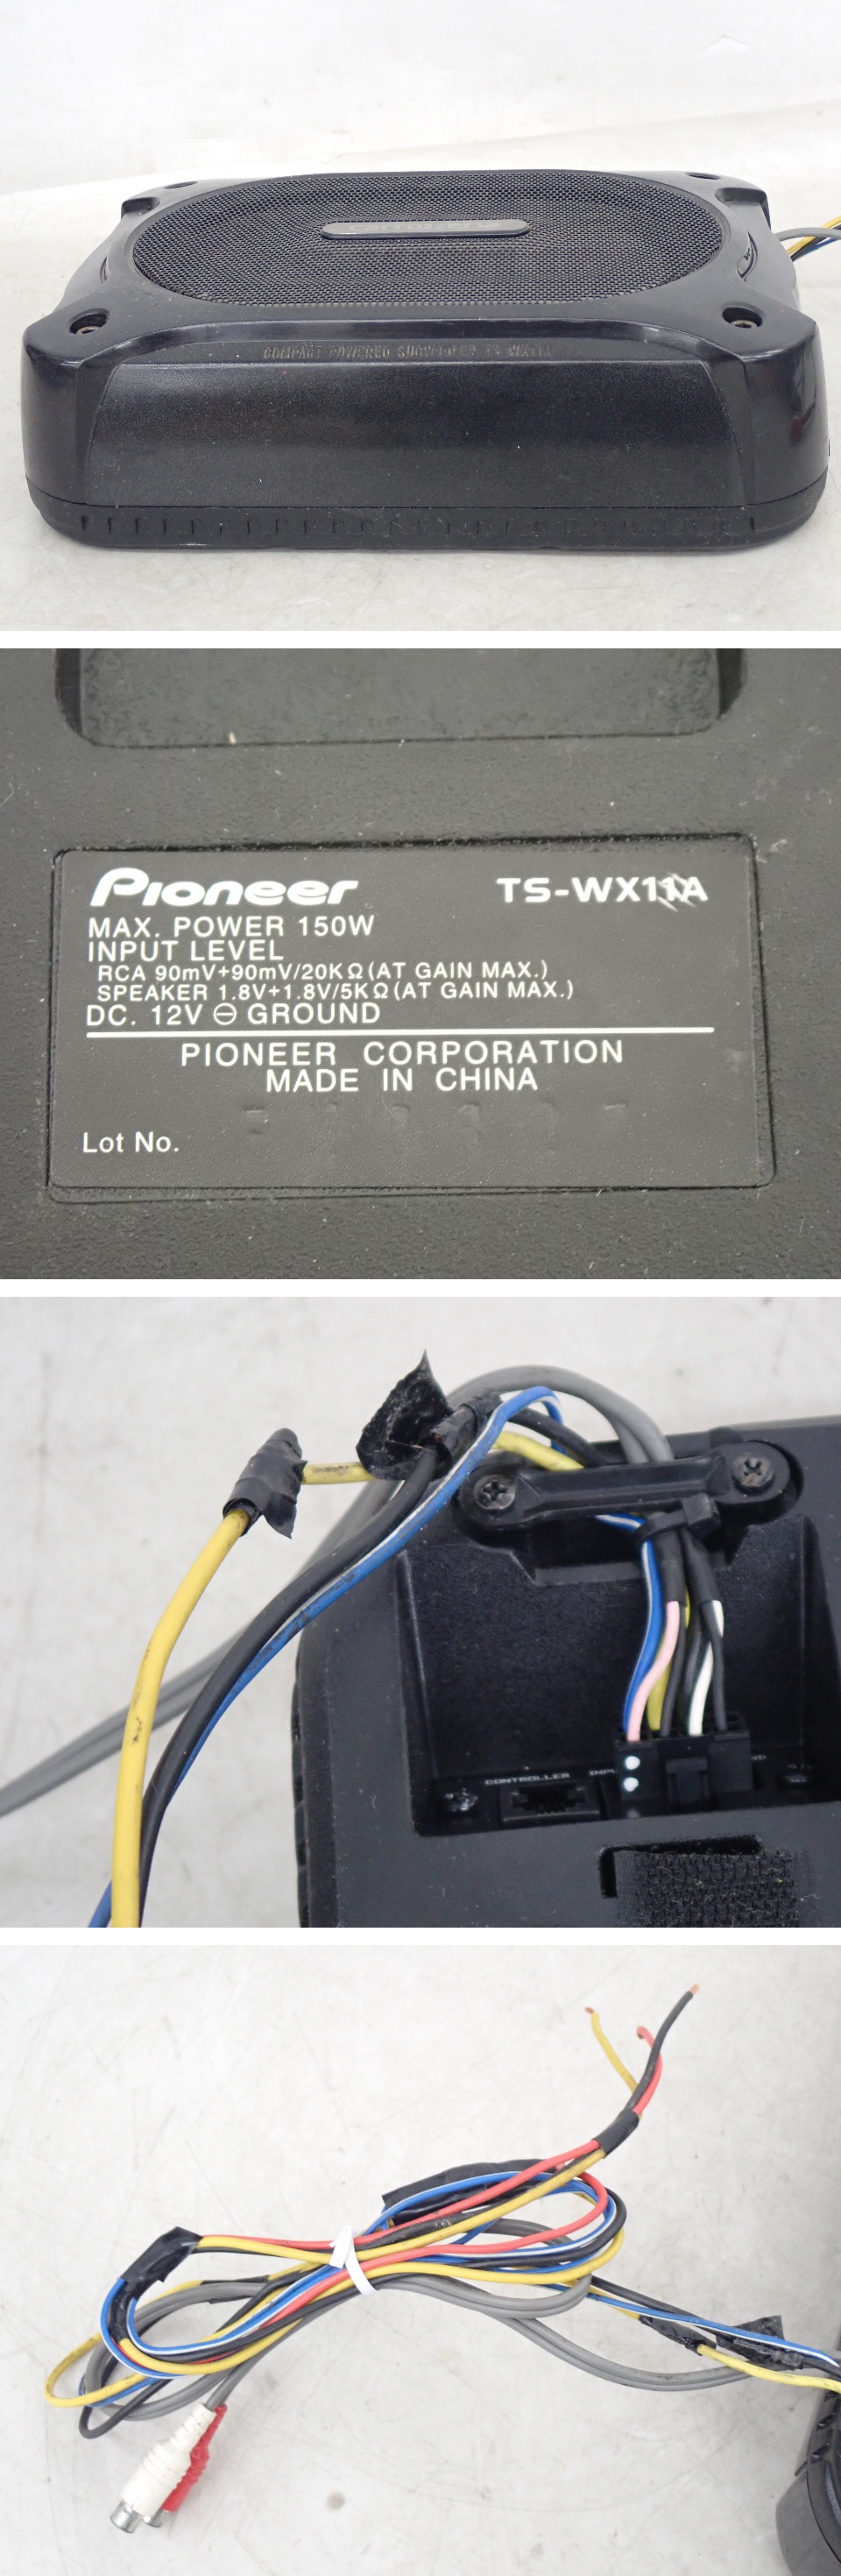 carrozzeria
COMPACT POWERED SUBWOOFER TS-WX11A
Pioneer TS-WX11A
MAX. POWER 150W
INPUT LEVEL
RCA 90mV+90mV/20KΩ(AT GAIN MAX.)
SPEAKER 1.8V+1.8V/5KΩ(AT GAIN MAX.)
DC. 12V ⊖ GROUND
PIONEER CORPORATION
MADE IN CHINA
Lot No.
CONTROLLER